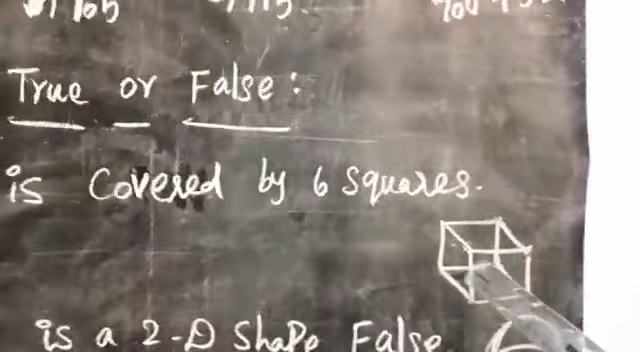 True or False:
is Covered by 6 squares.
is a 2-D Shape False